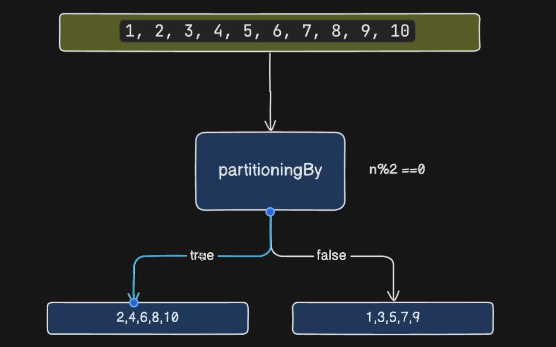 1, 2, 3, 4, 5, 6, 7, 8, 9, 10
partitioningBy
n%2 ==0
true
false
2,4,6,8,10
1,3,5,7,9